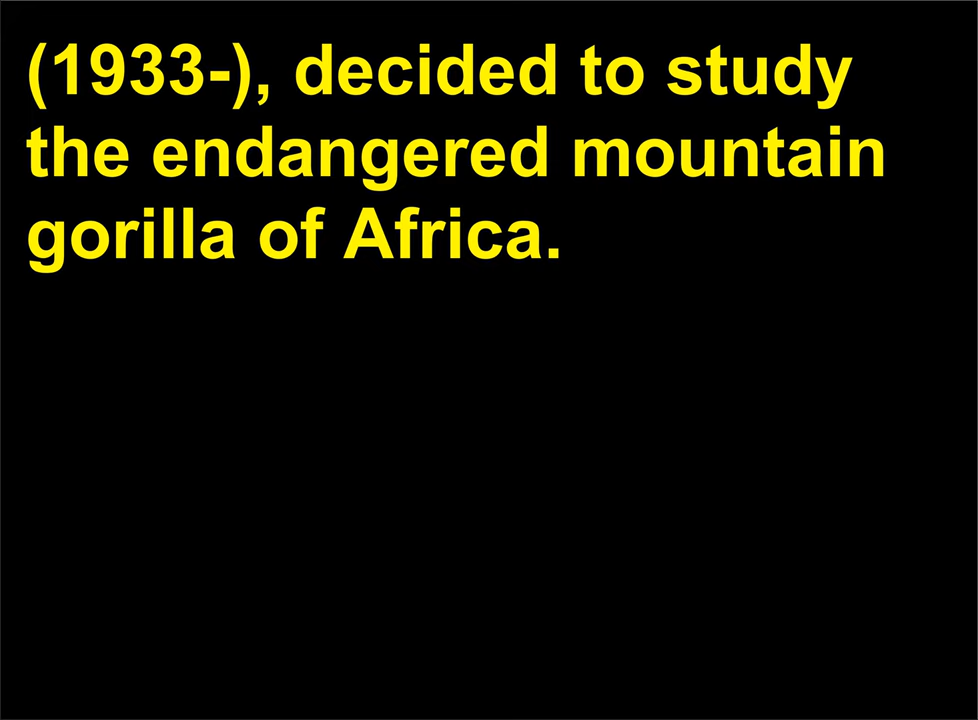 (1933-), decided to study
the endangered mountain
gorilla of Africa.